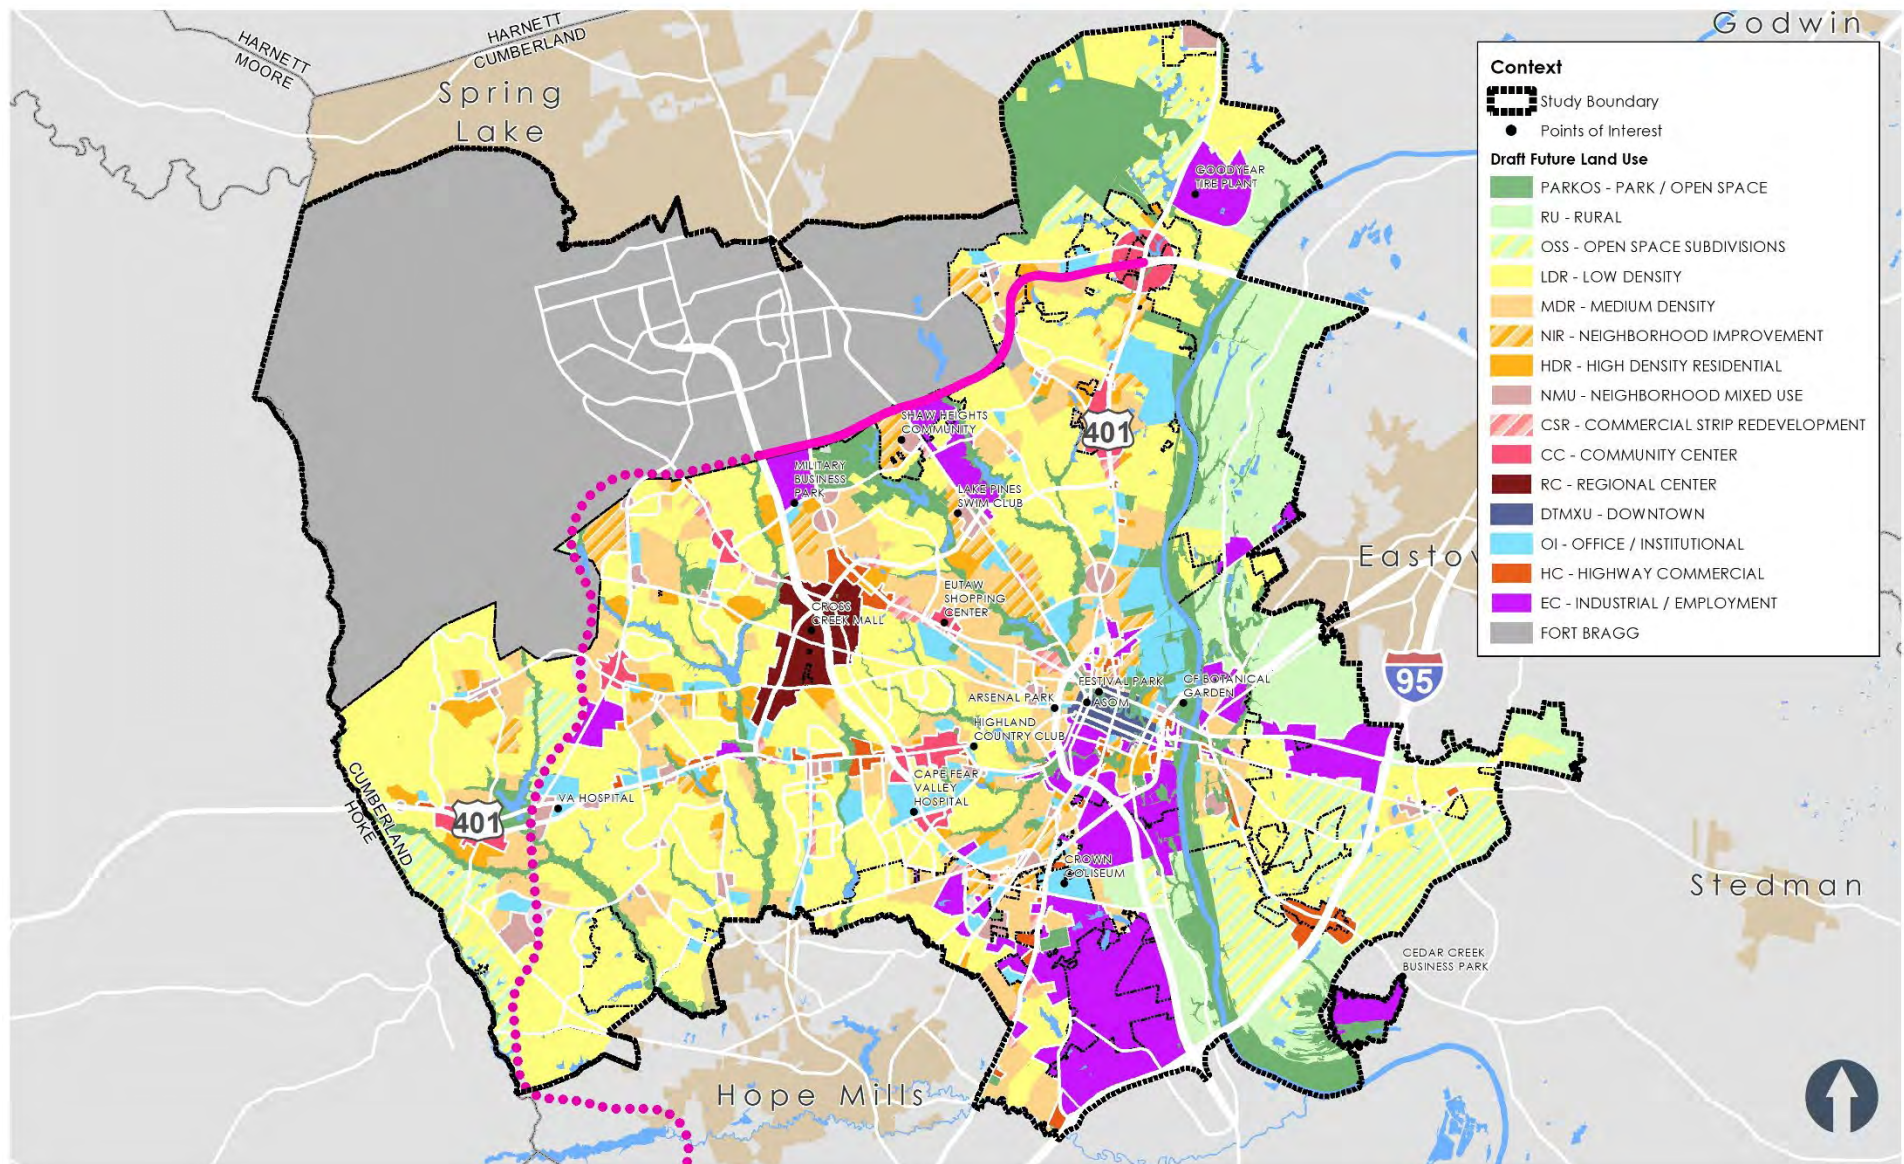 Godwin
HARNETT
CUMBERLAND
HARNETT
MOORE
Spring
Lake
Context
Study Boundary
Points of Interest
Draft Future Land Use
PARKOS - PARK / OPEN SPACE
RU - RURAL
OSS - OPEN SPACE SUBDIVISIONS
LDR - LOW DENSITY
MDR - MEDIUM DENSITY
NIR - NEIGHBORHOOD IMPROVEMENT
HDR - HIGH DENSITY RESIDENTIAL
NMU - NEIGHBORHOOD MIXED USE
CSR - COMMERCIAL STRIP REDEVELOPMENT
CC - COMMUNITY CENTER
RC - REGIONAL CENTER
DTMXU - DOWNTOWN
OI - OFFICE / INSTITUTIONAL
HC - HIGHWAY COMMERCIAL
EC - INDUSTRIAL / EMPLOYMENT
FORT BRAGG
GOODYEAR
TIRE PLANT
SHAW HEIGHTS
COMMUNITY
401
MILITARY
BUSINESS
PARK
LAKE PINES
SWIM CLUB
Eastov
EUTAW
SHOPPING
CENTER
CROSS
CREEK MALL
95
FESTIVAL PARK
CF BOTANICAL
GARDEN
ARSENAL PARK
ASOM
HIGHLAND
COUNTRY CLUB
CAPE FEAR
VALLEY
HOSPITAL
VA HOSPITAL
401
CUMBERLAND
HOKE
CROWN
COLISEUM
Stedman
CEDAR CREEK
BUSINESS PARK
Hope Mills